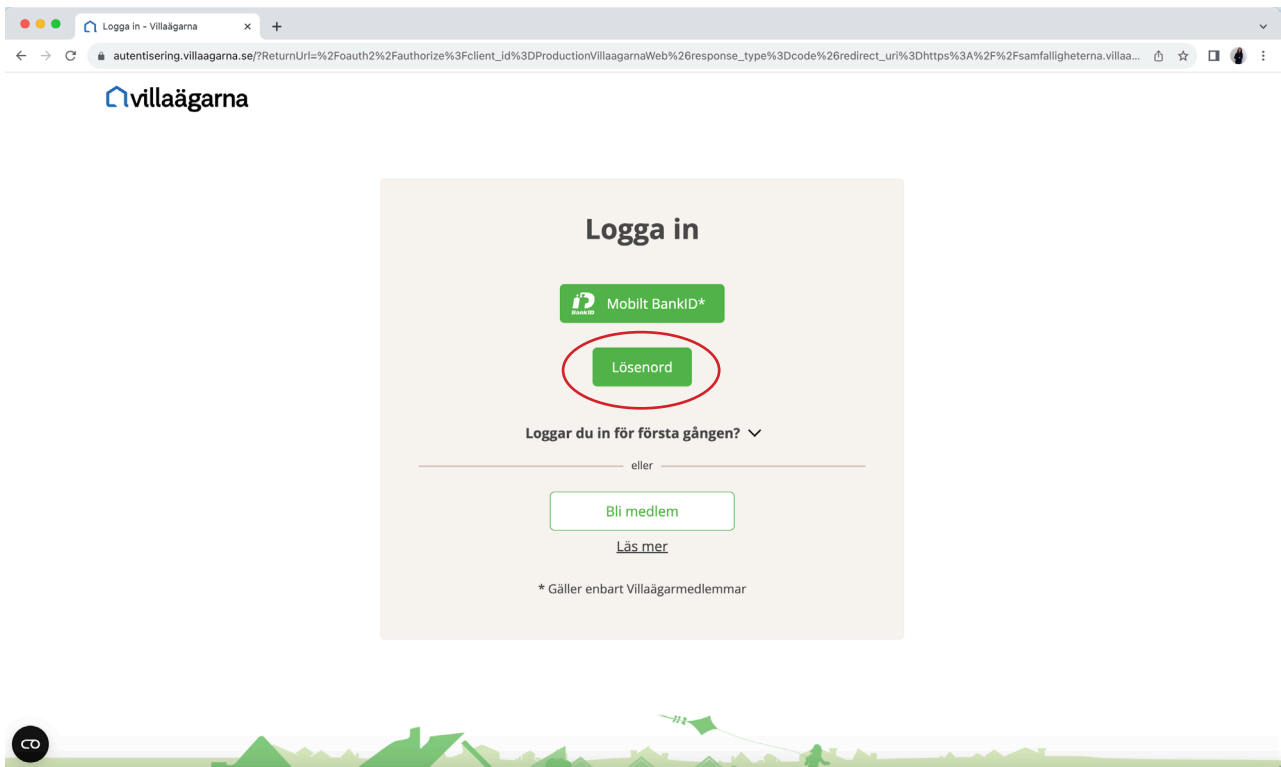 Logga in - Villaägarna
autentisering.villaagarna.se/?ReturnUrl=%2Foauth2%2Fauthorize%3Fclient_id%3DProductionVillaagarnaWeb%26response_type%3Dcode%26redirect_uri%3Dhttps%3A%2F%2Fsamfalligheterna.villaa...
villaägarna
Logga in
BankID
Mobilt BankID*
Lösenord
Loggar du in för första gången?
eller
Bli medlem
Läs mer
* Gäller enbart Villaägarmedlemmar